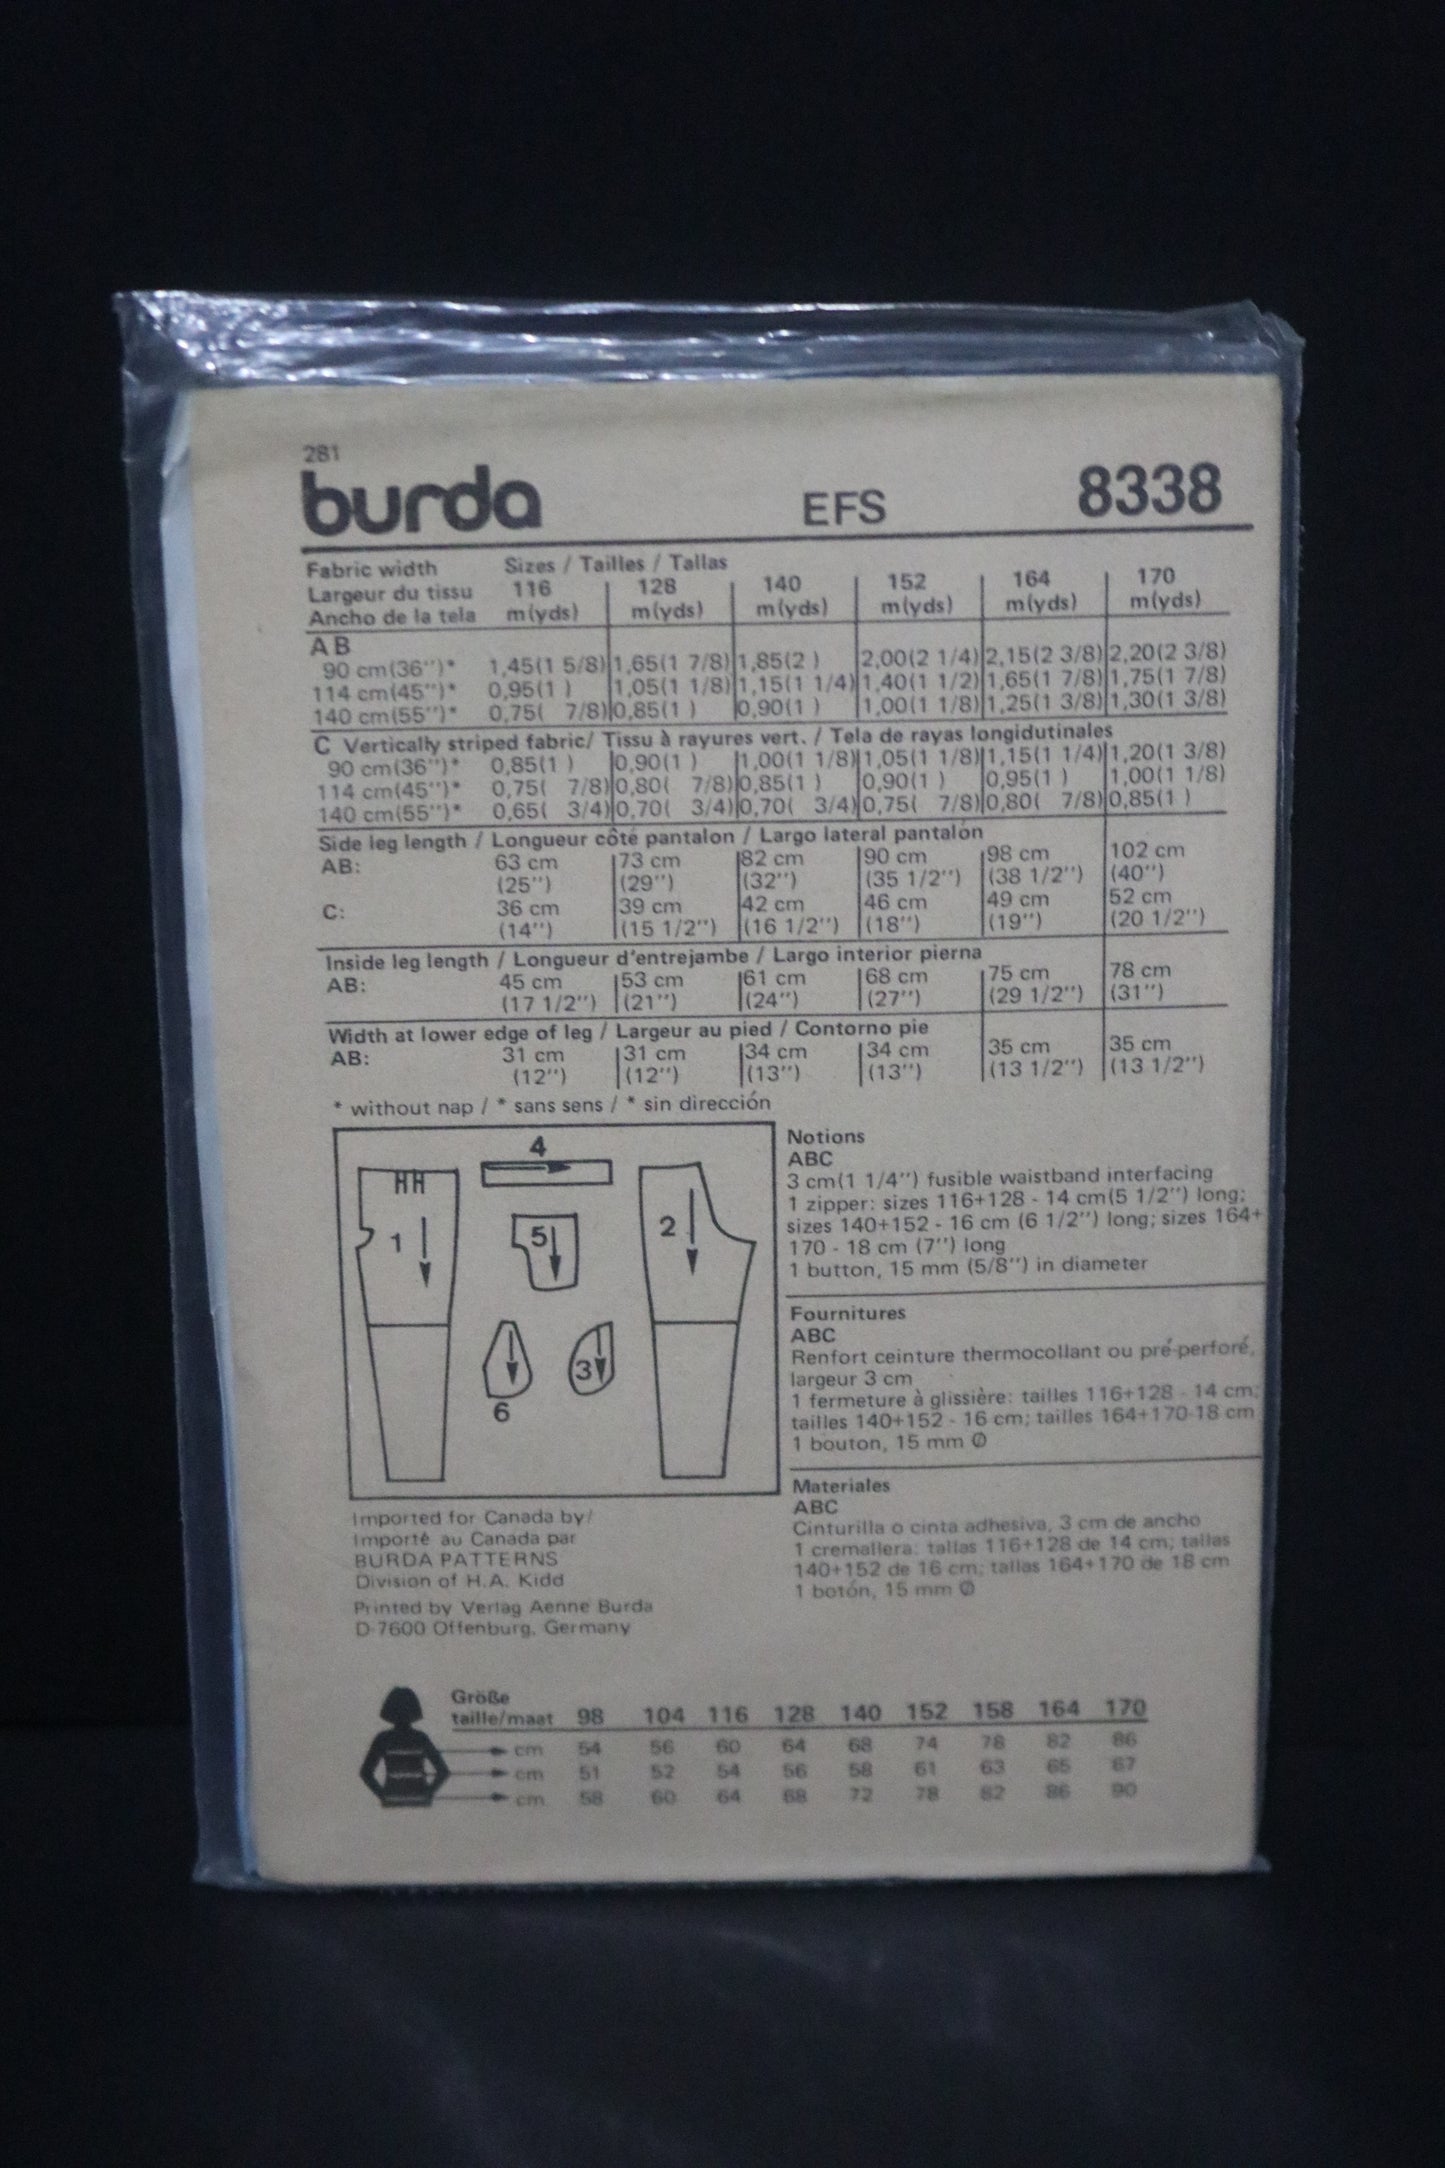 281
burda EFS 8338
Fabric width Sizes / Tailles / Tallas
Largeur du tissu 116 128 140 152 164 170
Ancho de la tela m(yds) m(yds) m(yds) m(yds) m(yds) m(yds)
A B
90 cm(36'')* 1,45(1 5/8) 1,65(1 7/8) 1,85(2 ) 2,00(2 1/4) 2,15(2 3/8) 2,20(2 3/8)
114 cm(45'')* 0,95(1 ) 1,05(1 1/8) 1,15(1 1/4) 1,40(1 1/2) 1,65(1 7/8) 1,75(1 7/8)
140 cm(55'')* 0,75( 7/8) 0,85(1 ) 0,90(1 ) 1,00(1 1/8) 1,25(1 3/8) 1,30(1 3/8)
C Vertically striped fabric/ Tissu à rayures vert. / Tela de rayas longidutinales
90 cm(36'')* 0,85(1 ) 0,90(1 ) 1,00(1 1/8) 1,05(1 1/8) 1,15(1 1/4) 1,20(1 3/8)
114 cm(45'')* 0,75( 7/8) 0,80( 7/8) 0,85(1 ) 0,90(1 ) 0,95(1 ) 1,00(1 1/8)
140 cm(55'')* 0,65( 3/4) 0,70( 3/4) 0,70( 3/4) 0,75( 7/8) 0,80( 7/8) 0,85(1 )
Side leg length / Longueur côté pantalon / Largo lateral pantalón
AB: 63 cm 73 cm 82 cm 90 cm 98 cm 102 cm
(25'') (29'') (32'') (35 1/2'') (38 1/2'') (40'')
C: 36 cm 39 cm 42 cm 46 cm 49 cm 52 cm
(14'') (15 1/2'') (16 1/2'') (18'') (19'') (20 1/2'')
Inside leg length / Longueur d'entrejambe / Largo interior pierna
AB: 45 cm 53 cm 61 cm 68 cm 75 cm 78 cm
(17 1/2'') (21'') (24'') (27'') (29 1/2'') (31'')
Width at lower edge of leg / Largeur au pied / Contorno pie
AB: 31 cm 31 cm 34 cm 34 cm 35 cm 35 cm
(12'') (12'') (13'') (13'') (13 1/2'') (13 1/2'')
* without nap / * sans sens / * sin dirección
4
1
5
2
3
6
Notions
ABC
3 cm(1 1/4'') fusible waistband interfacing
1 zipper: sizes 116+128 - 14 cm(5 1/2'') long;
sizes 140+152 - 16 cm (6 1/2'') long; sizes 164+
170 - 18 cm (7'') long
1 button, 15 mm (5/8'') in diameter
Fournitures
ABC
Renfort ceinture thermocollant ou pré-perforé,
largeur 3 cm
1 fermeture à glissière: tailles 116+128 - 14 cm;
tailles 140+152 - 16 cm; tailles 164+170-18 cm
1 bouton, 15 mm Ø
Materiales
ABC
Cinturilla o cinta adhesiva, 3 cm de ancho
1 cremallera: tallas 116+128 de 14 cm; tallas
140+152 de 16 cm; tallas 164+170 de 18 cm
1 botón, 15 mm Ø
Imported for Canada by/
Importé au Canada par
BURDA PATTERNS
Division of H.A. Kidd
Printed by Verlag Aenne Burda
D-7600 Offenburg, Germany
Größe
taille/maat 98 104 116 128 140 152 158 164 170
cm 54 56 60 64 68 74 78 82 86
cm 51 52 54 56 58 61 63 65 67
cm 58 60 64 68 72 78 82 86 90